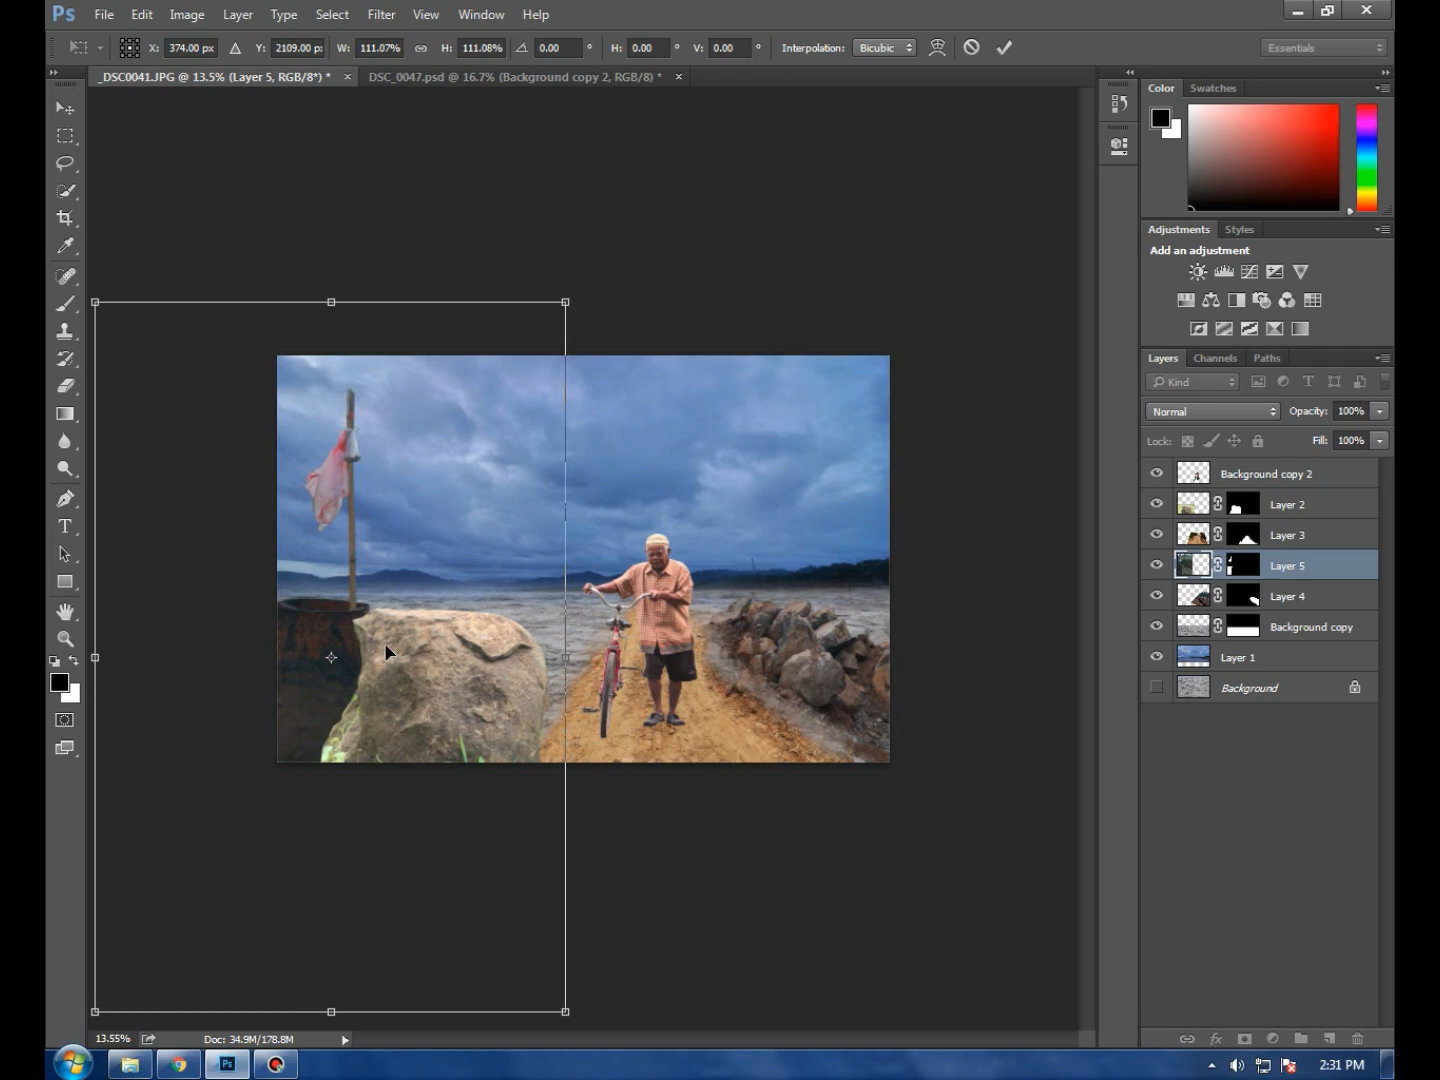 Ps File Edit Image Layer Type Select Filter View Window Help
X: 374.00 px Y: 2109.00 px W: 111.07% H: 111.08% 0.00 ° H: 0.00 ° V: 0.00 ° Interpolation: Bicubic Essentials
_DSC0041.JPG @ 13.5% (Layer 5, RGB/8*) * × DSC_0047.psd @ 16.7% (Background copy 2, RGB/8) * ×
Color Swatches
Adjustments Styles
Add an adjustment
Layers Channels Paths
Kind
Normal Opacity: 100%
Lock: Fill: 100%
Background copy 2
Layer 2
Layer 3
Layer 5
Layer 4
Background copy
Layer 1
Background
13.55% Doc: 34.9M/178.8M
Ps 2:31 PM